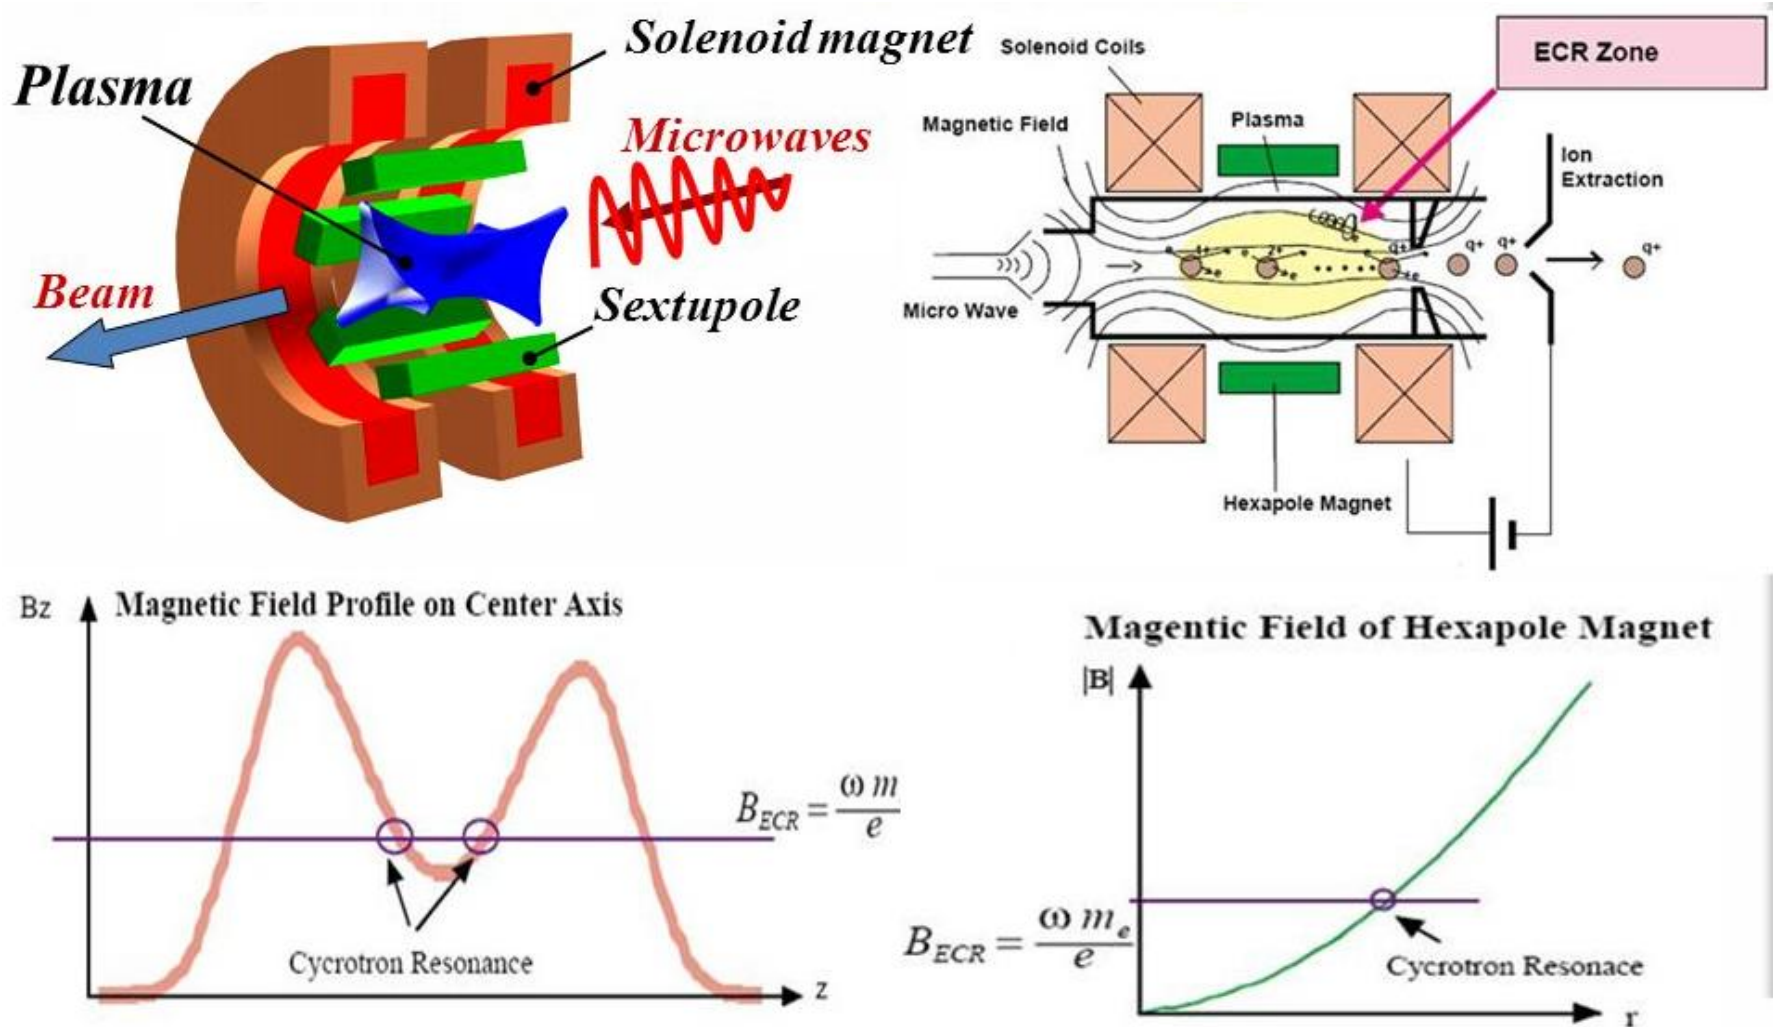 Solenoid magnet
Plasma
Microwaves
Beam
Sextupole
Solenoid Coils
ECR Zone
Magnetic Field
Plasma
Ion
Extraction
e 1+ e 2+ q+ q+ q+ q+
e e e
Micro Wave
Hexapole Magnet
Bz
Magnetic Field Profile on Center Axis
B_ECR = ω m / e
Cycrotron Resonance
z
Magentic Field of Hexapole Magnet
|B|
B_ECR = ω m_e / e
Cycrotron Resonace
r